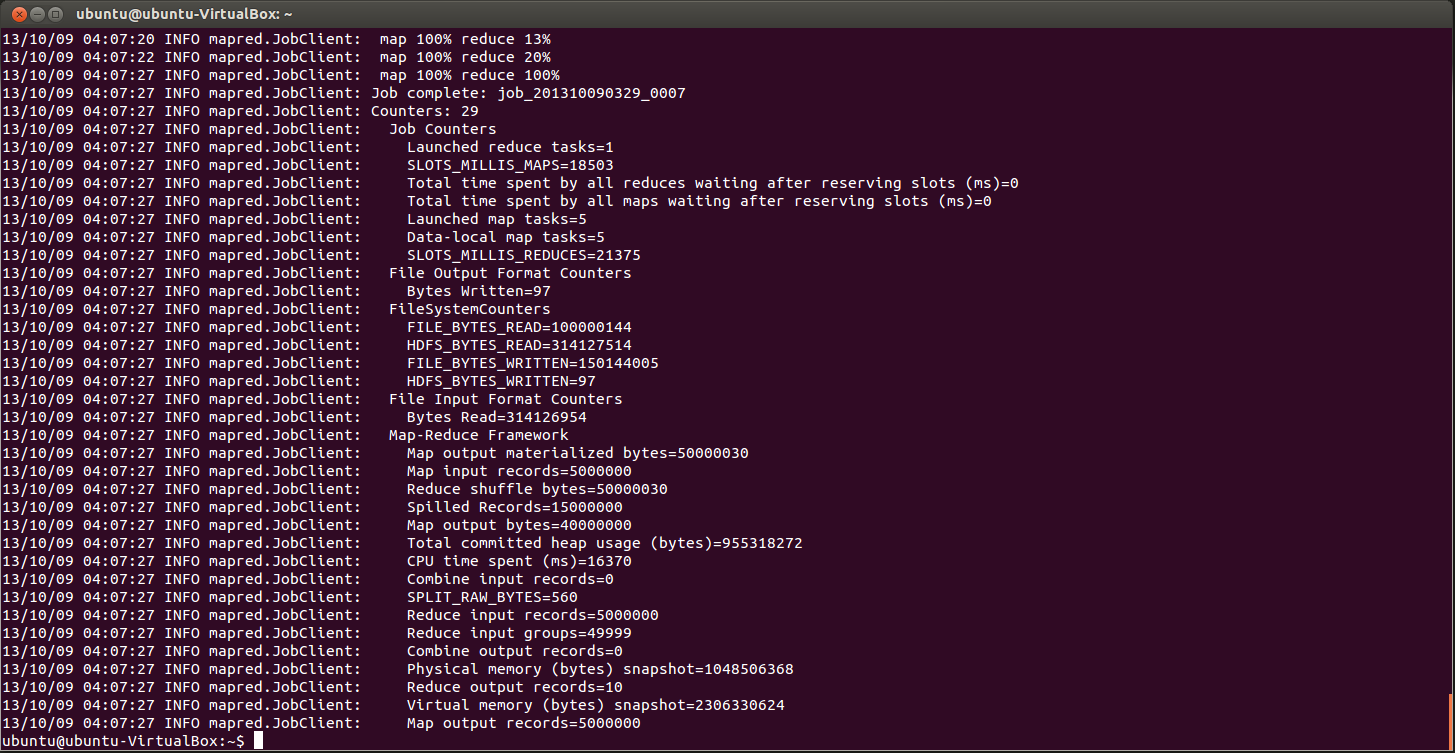 ubuntu@ubuntu-VirtualBox: ~
13/10/09 04:07:20 INFO mapred.JobClient:  map 100% reduce 13%
13/10/09 04:07:22 INFO mapred.JobClient:  map 100% reduce 20%
13/10/09 04:07:27 INFO mapred.JobClient:  map 100% reduce 100%
13/10/09 04:07:27 INFO mapred.JobClient: Job complete: job_201310090329_0007
13/10/09 04:07:27 INFO mapred.JobClient: Counters: 29
13/10/09 04:07:27 INFO mapred.JobClient:   Job Counters
13/10/09 04:07:27 INFO mapred.JobClient:     Launched reduce tasks=1
13/10/09 04:07:27 INFO mapred.JobClient:     SLOTS_MILLIS_MAPS=18503
13/10/09 04:07:27 INFO mapred.JobClient:     Total time spent by all reduces waiting after reserving slots (ms)=0
13/10/09 04:07:27 INFO mapred.JobClient:     Total time spent by all maps waiting after reserving slots (ms)=0
13/10/09 04:07:27 INFO mapred.JobClient:     Launched map tasks=5
13/10/09 04:07:27 INFO mapred.JobClient:     Data-local map tasks=5
13/10/09 04:07:27 INFO mapred.JobClient:     SLOTS_MILLIS_REDUCES=21375
13/10/09 04:07:27 INFO mapred.JobClient:   File Output Format Counters
13/10/09 04:07:27 INFO mapred.JobClient:     Bytes Written=97
13/10/09 04:07:27 INFO mapred.JobClient:   FileSystemCounters
13/10/09 04:07:27 INFO mapred.JobClient:     FILE_BYTES_READ=100000144
13/10/09 04:07:27 INFO mapred.JobClient:     HDFS_BYTES_READ=314127514
13/10/09 04:07:27 INFO mapred.JobClient:     FILE_BYTES_WRITTEN=150144005
13/10/09 04:07:27 INFO mapred.JobClient:     HDFS_BYTES_WRITTEN=97
13/10/09 04:07:27 INFO mapred.JobClient:   File Input Format Counters
13/10/09 04:07:27 INFO mapred.JobClient:     Bytes Read=314126954
13/10/09 04:07:27 INFO mapred.JobClient:   Map-Reduce Framework
13/10/09 04:07:27 INFO mapred.JobClient:     Map output materialized bytes=50000030
13/10/09 04:07:27 INFO mapred.JobClient:     Map input records=5000000
13/10/09 04:07:27 INFO mapred.JobClient:     Reduce shuffle bytes=50000030
13/10/09 04:07:27 INFO mapred.JobClient:     Spilled Records=15000000
13/10/09 04:07:27 INFO mapred.JobClient:     Map output bytes=40000000
13/10/09 04:07:27 INFO mapred.JobClient:     Total committed heap usage (bytes)=955318272
13/10/09 04:07:27 INFO mapred.JobClient:     CPU time spent (ms)=16370
13/10/09 04:07:27 INFO mapred.JobClient:     Combine input records=0
13/10/09 04:07:27 INFO mapred.JobClient:     SPLIT_RAW_BYTES=560
13/10/09 04:07:27 INFO mapred.JobClient:     Reduce input records=5000000
13/10/09 04:07:27 INFO mapred.JobClient:     Reduce input groups=49999
13/10/09 04:07:27 INFO mapred.JobClient:     Combine output records=0
13/10/09 04:07:27 INFO mapred.JobClient:     Physical memory (bytes) snapshot=1048506368
13/10/09 04:07:27 INFO mapred.JobClient:     Reduce output records=10
13/10/09 04:07:27 INFO mapred.JobClient:     Virtual memory (bytes) snapshot=2306330624
13/10/09 04:07:27 INFO mapred.JobClient:     Map output records=5000000
ubuntu@ubuntu-VirtualBox:~$